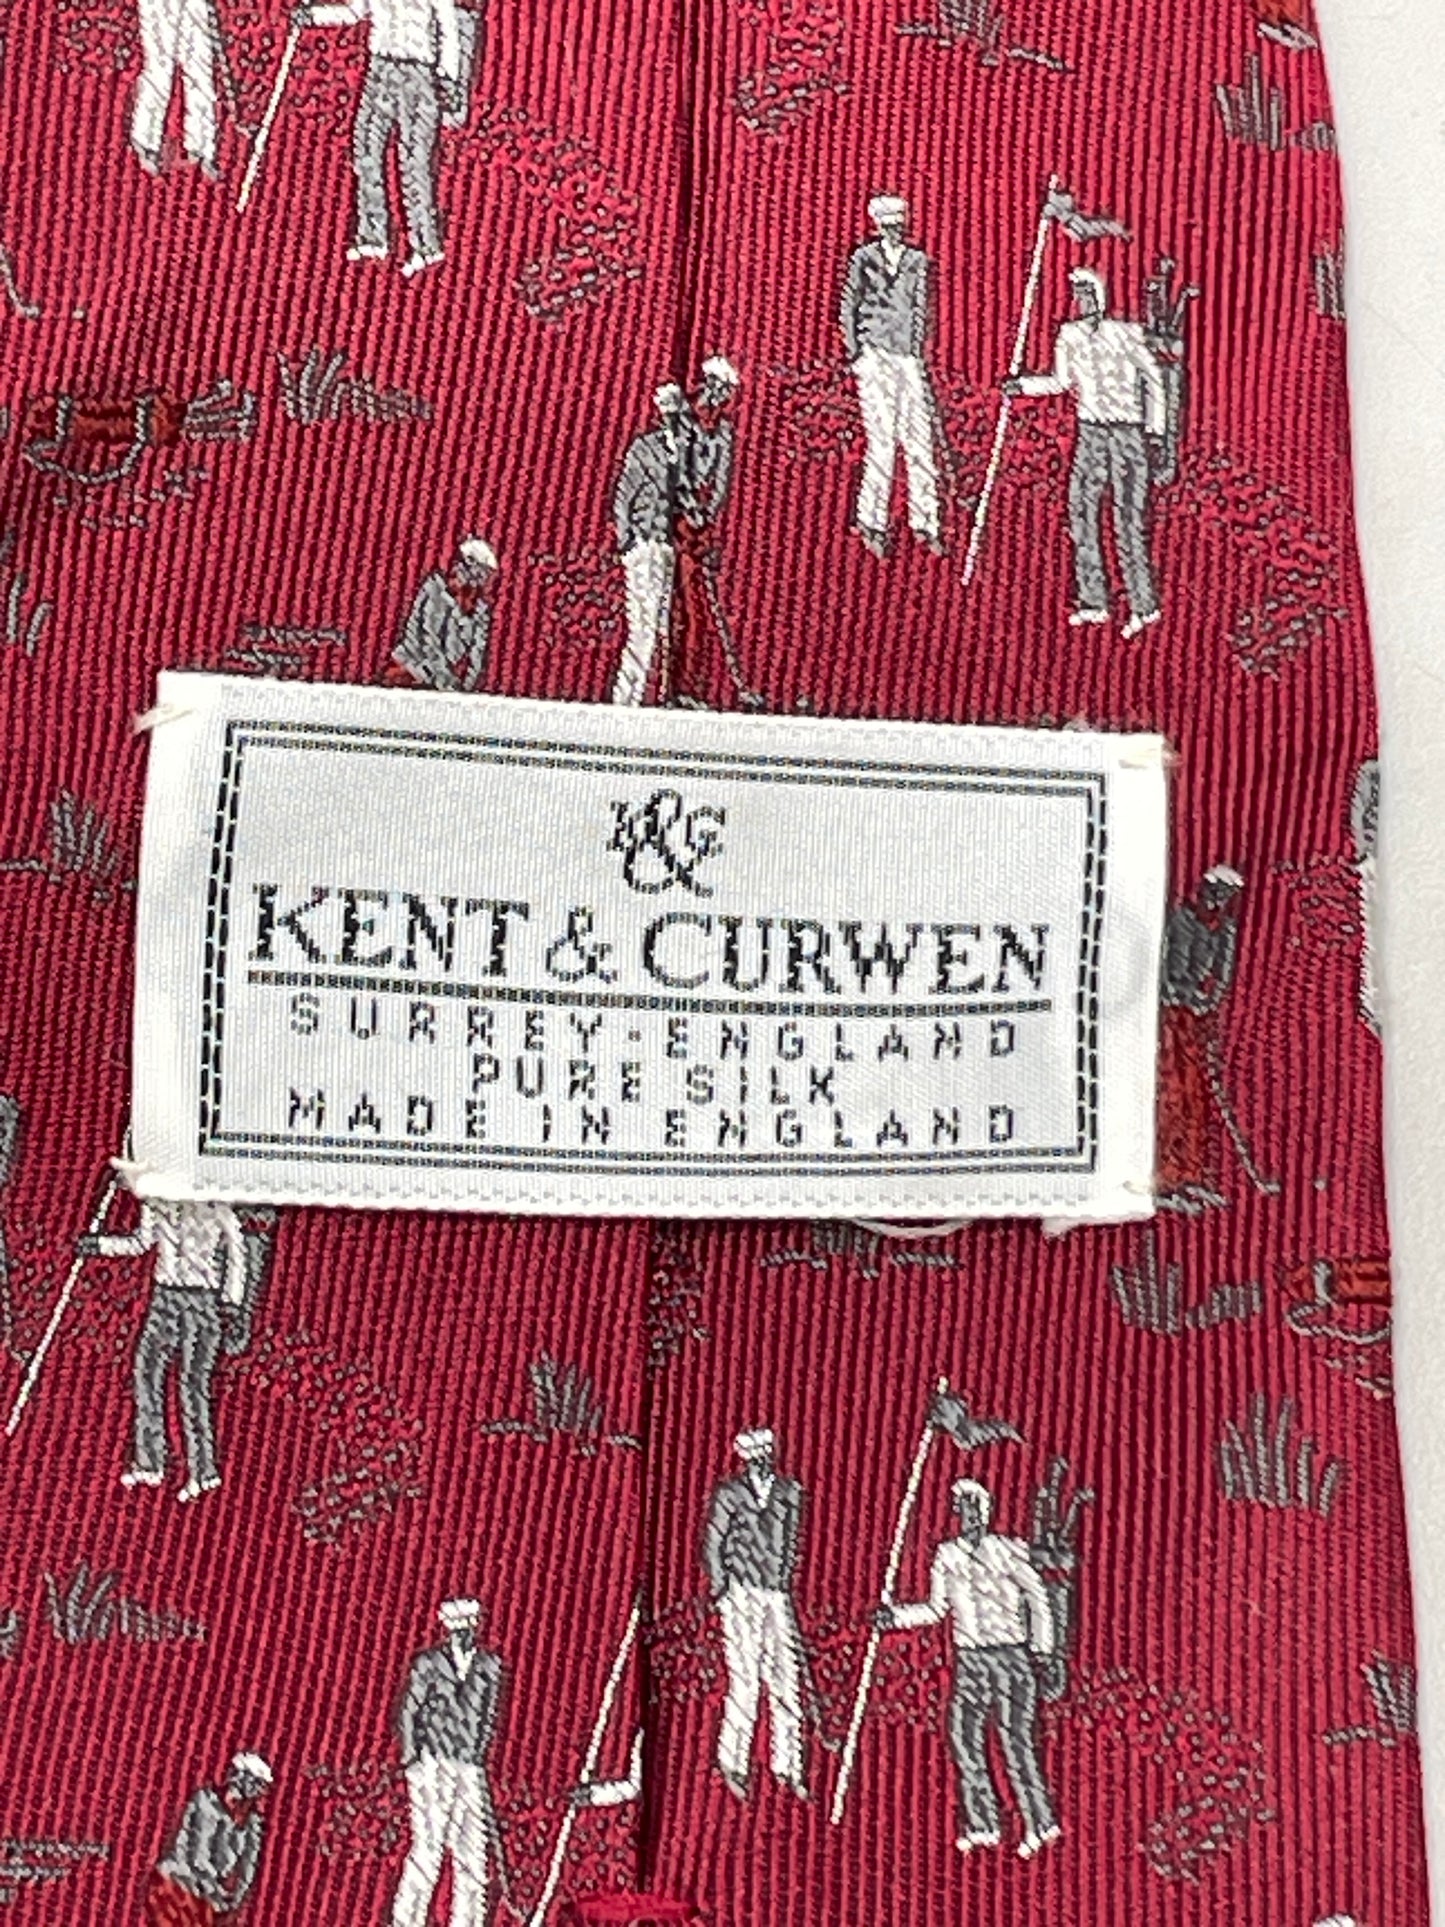 K&C
KENT & CURWEN
SURREY · ENGLAND
PURE SILK
MADE IN ENGLAND